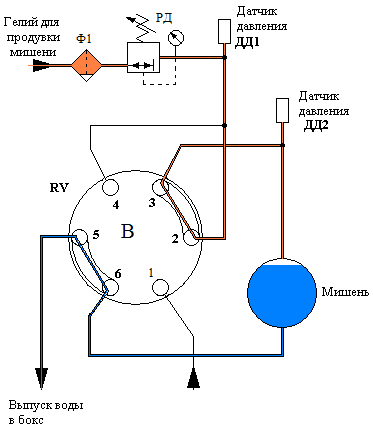 Гелий для
продувки
мишени
Ф1
РД
Датчик
давления
ДД1
Датчик
давления
ДД2
RV
4
3
5
В
2
6
1
Мишень
Выпуск воды
в бокс